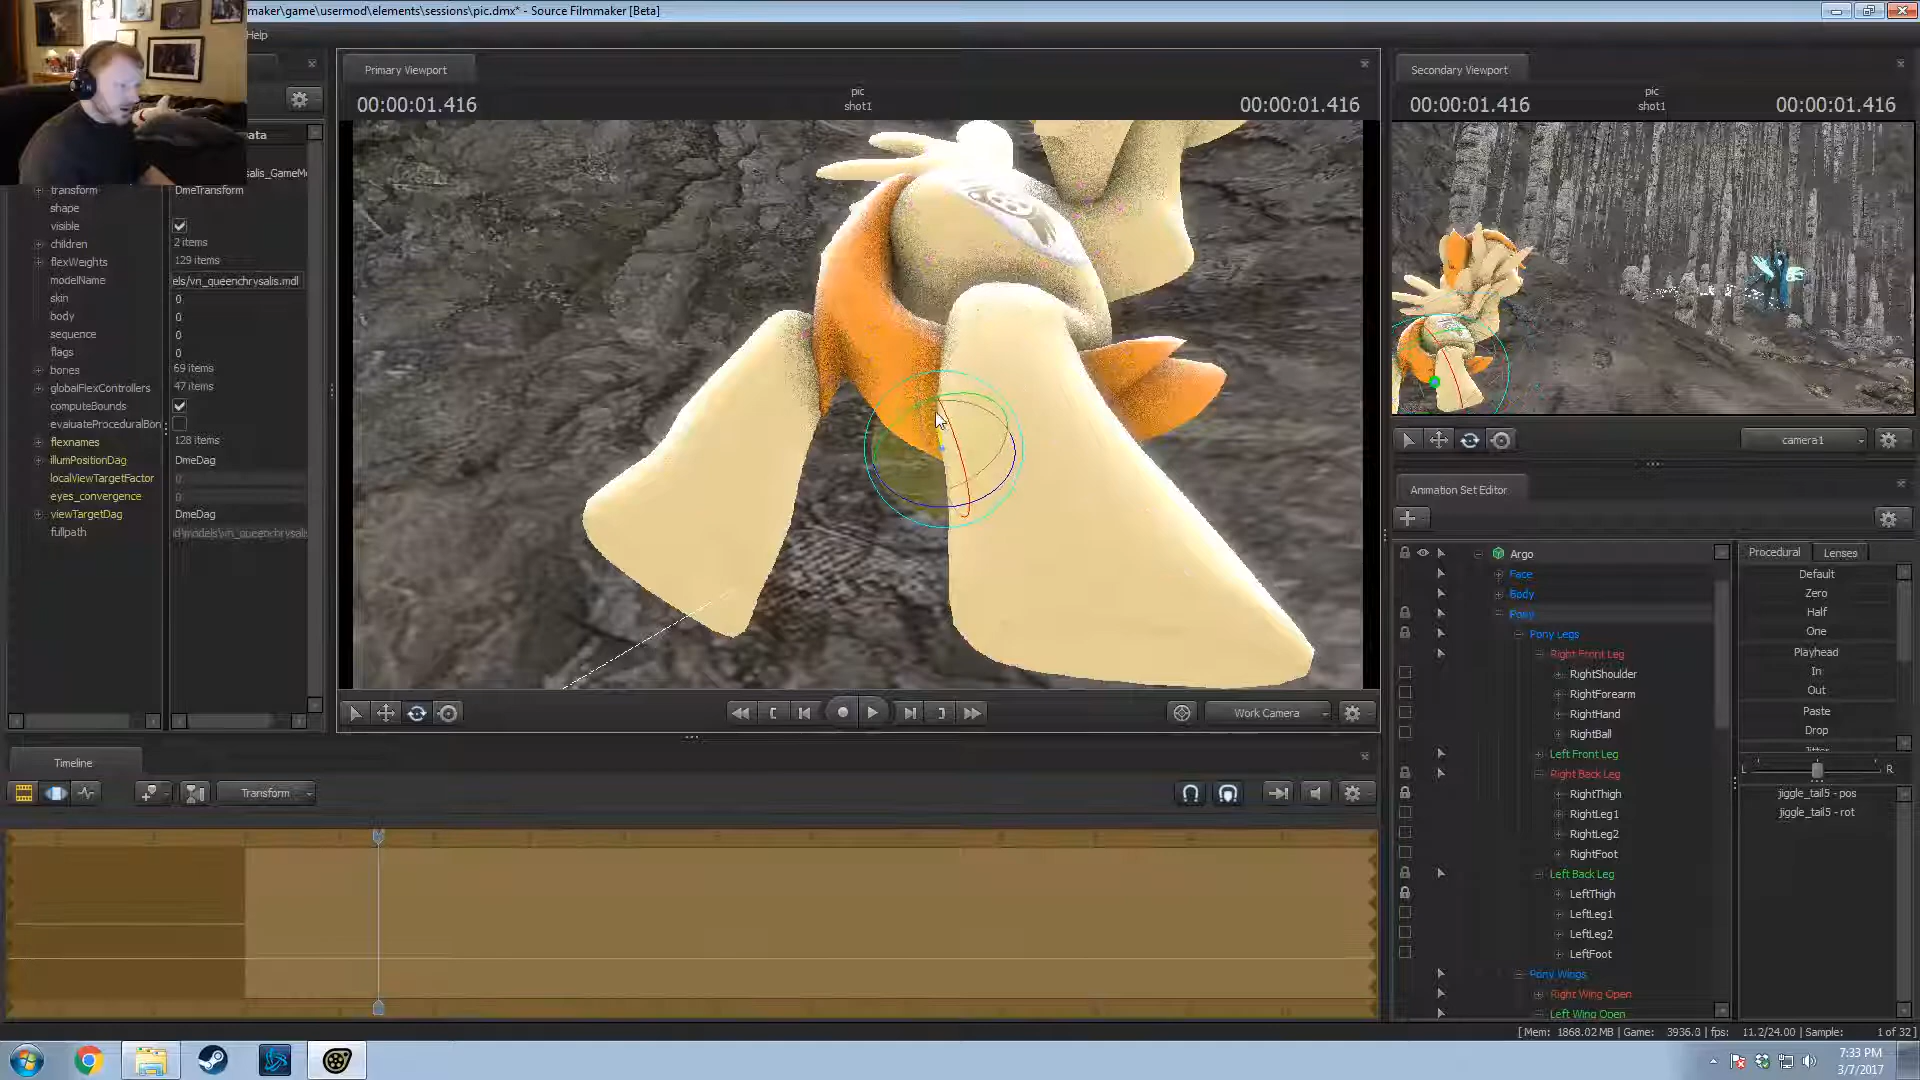 maker\game\usermod\elements\sessions\pic.dmx* - Source Filmmaker [Beta]
Help
Primary Viewport
00:00:01.416
pic
shot1
00:00:01.416
Secondary Viewport
00:00:01.416
pic
shot1
00:00:01.416
transform DmeTransform
shape
visible
children 2 items
flexWeights 129 items
modelName els/vn_queenchrysalis.mdl
skin 0
body 0
sequence 0
flags 0
bones 69 items
globalFlexControllers 47 items
computeBounds
evaluateProceduralBon
flexnames 128 items
illumPositionDag DmeDag
localViewTargetFactor 0
eyes_convergence 0
viewTargetDag DmeDag
fullpath
camera1
Animation Set Editor
Argo
Face
Body
Pony
Pony Legs
Right Front Leg
RightShoulder
RightForearm
RightHand
RightBall
Left Front Leg
Right Back Leg
RightThigh
RightLeg1
RightLeg2
RightFoot
Left Back Leg
LeftThigh
LeftLeg1
LeftLeg2
LeftFoot
Pony Wings
Right Wing Open
Left Wing Open
Procedural Lenses
Default
Zero
Half
One
Playhead
In
Out
Paste
Drop
L R
jiggle_tail5 - pos
jiggle_tail5 - rot
Work Camera
Timeline
Transform
[Mem: 1868.02 MB | Game: 3936.8 | fps: 11.2/24.00 | Sample: 1 of 32]
7:33 PM
3/7/2017